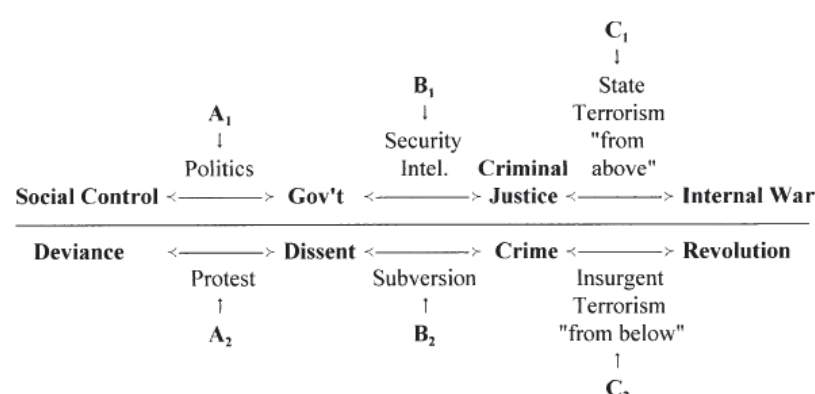 C₁
↓
B₁ State
↓ Terrorism
A₁ Security "from
↓ Intel. above"
Politics Criminal
Social Control <———> Gov't <———> Justice <———> Internal War
Deviance <———> Dissent <———> Crime <———> Revolution
Protest Subversion Insurgent
↑ ↑ Terrorism
A₂ B₂ "from below"
↑
C₂